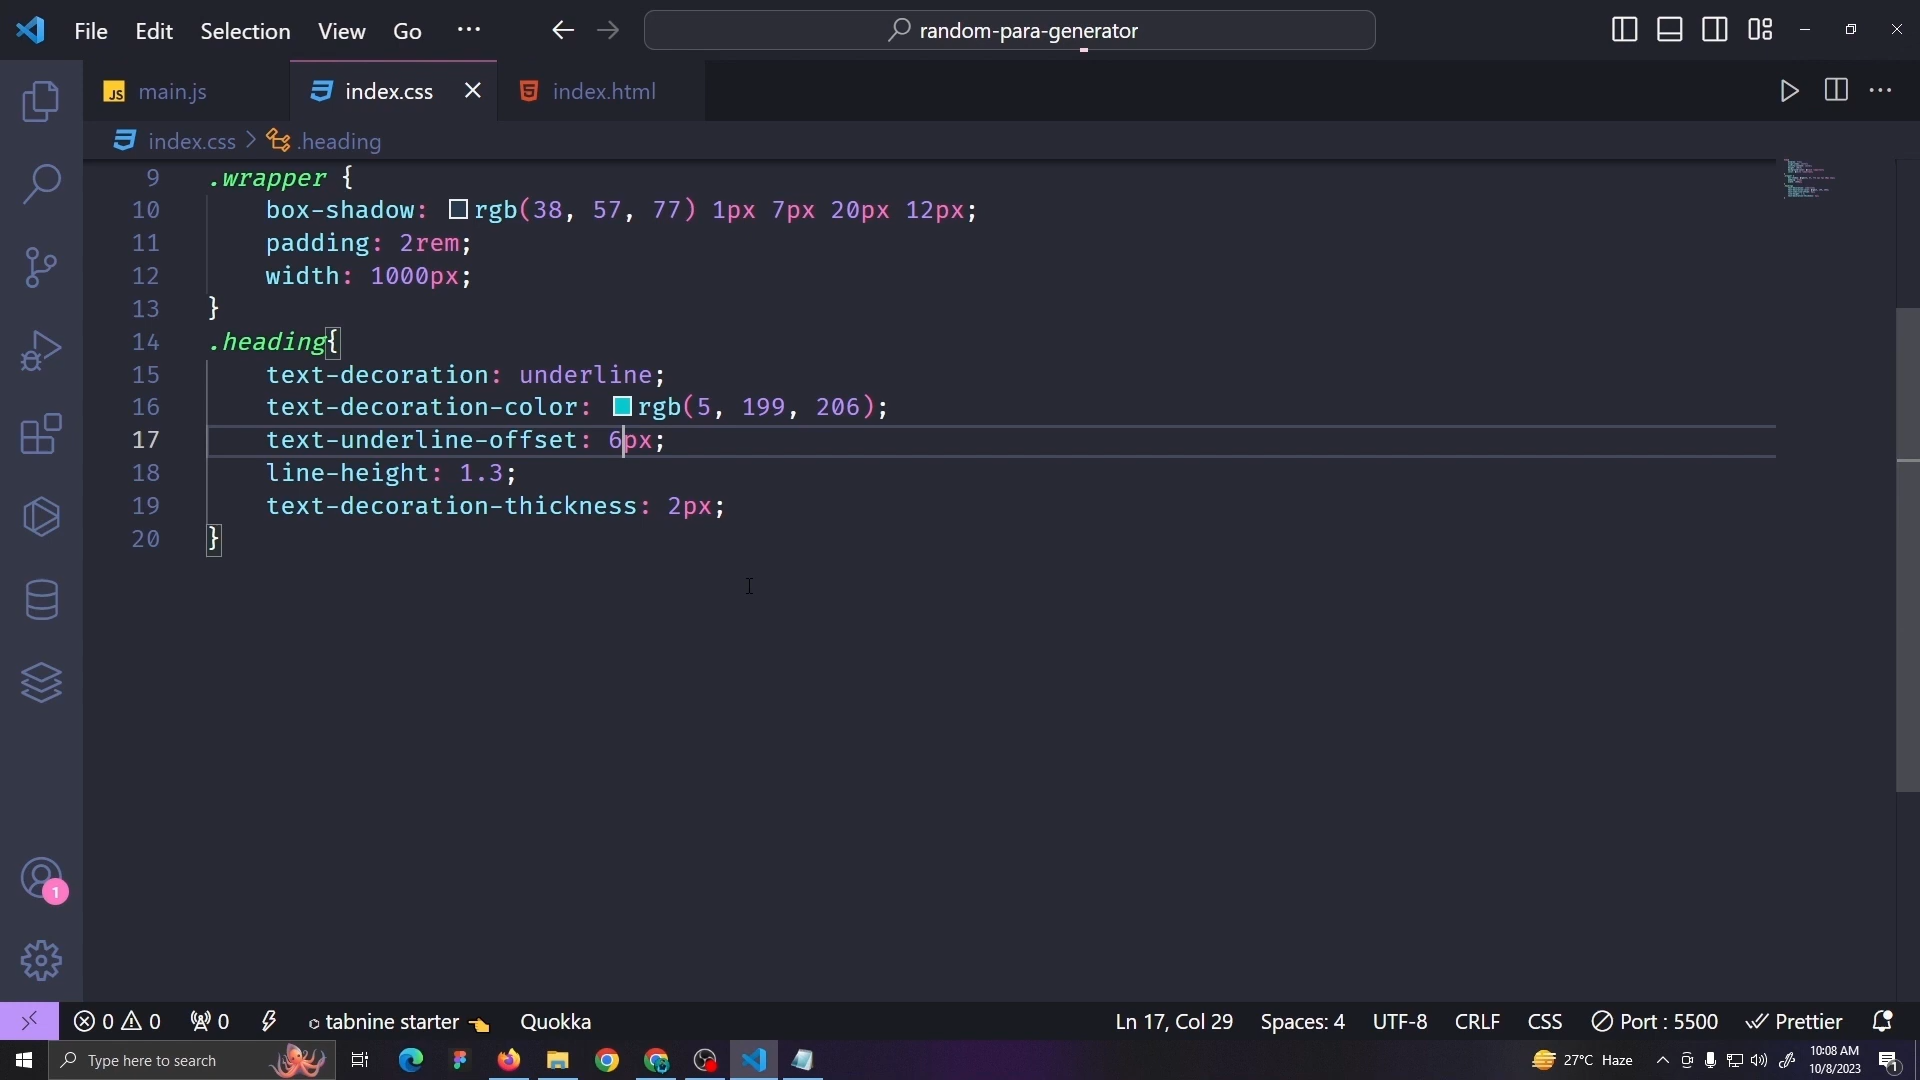 File Edit Selection View Go ··· random-para-generator
main.js index.css index.html
index.css > .heading
9 .wrapper {
10 box-shadow: rgb(38, 57, 77) 1px 7px 20px 12px;
11 padding: 2rem;
12 width: 1000px;
13 }
14 .heading{
15 text-decoration: underline;
16 text-decoration-color: rgb(5, 199, 206);
17 text-underline-offset: 6px;
18 line-height: 1.3;
19 text-decoration-thickness: 2px;
20 }
1
0 0 0 tabnine starter Quokka Ln 17, Col 29 Spaces: 4 UTF-8 CRLF CSS Port : 5500 Prettier
Type here to search 27°C Haze 10:08 AM
10/8/2023 1